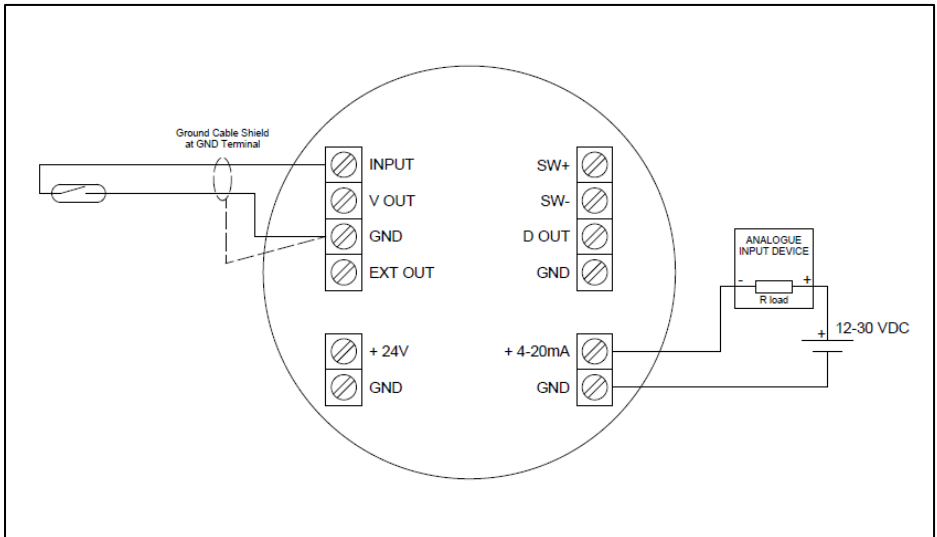 Ground Cable Shield
at GND Terminal
INPUT
V OUT
GND
EXT OUT
+ 24V
GND
SW+
SW-
D OUT
GND
+ 4-20mA
GND
ANALOGUE
INPUT DEVICE
- +
R load
+
12-30 VDC